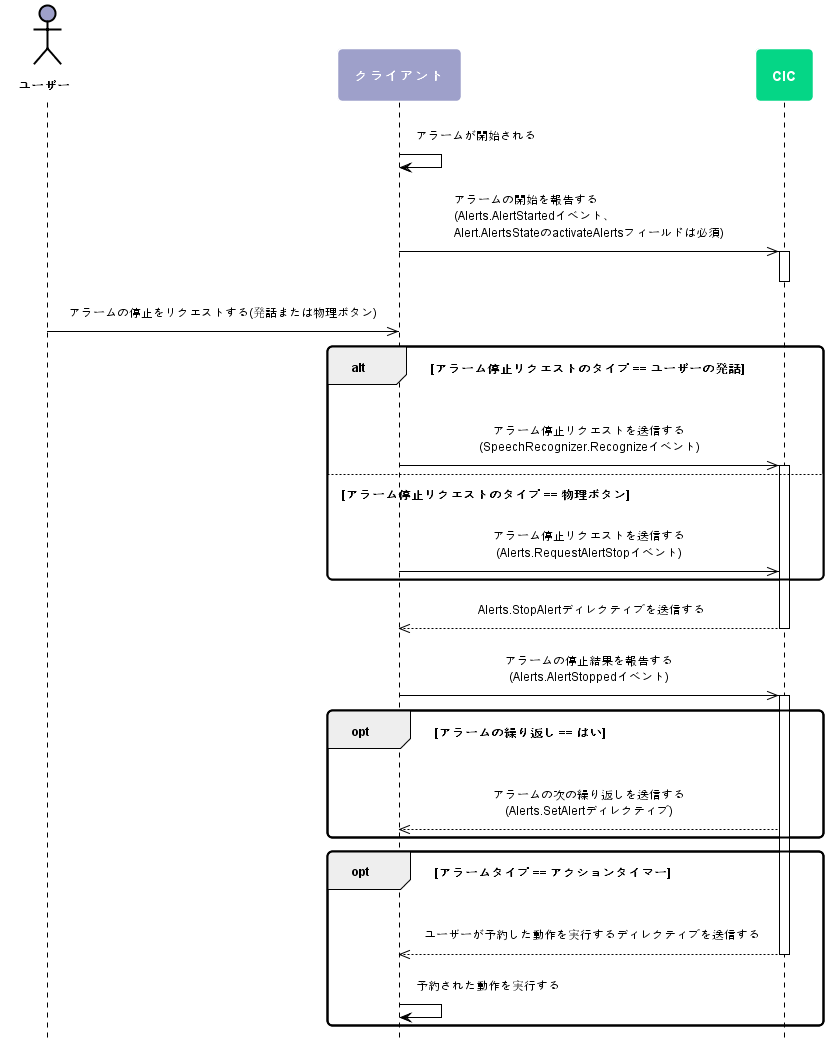 ユーザー
クライアント
CIC
アラームが開始される
アラームの開始を報告する
(Alerts.AlertStartedイベント、
Alert.AlertsStateのactivateAlertsフィールドは必須)
アラームの停止をリクエストする(発話または物理ボタン)
alt
[アラーム停止リクエストのタイプ == ユーザーの発話]
アラーム停止リクエストを送信する
(SpeechRecognizer.Recognizeイベント)
[アラーム停止リクエストのタイプ == 物理ボタン]
アラーム停止リクエストを送信する
(Alerts.RequestAlertStopイベント)
Alerts.StopAlertディレクティブを送信する
アラームの停止結果を報告する
(Alerts.AlertStoppedイベント)
opt
[アラームの繰り返し == はい]
アラームの次の繰り返しを送信する
(Alerts.SetAlertディレクティブ)
opt
[アラームタイプ == アクションタイマー]
ユーザーが予約した動作を実行するディレクティブを送信する
予約された動作を実行する